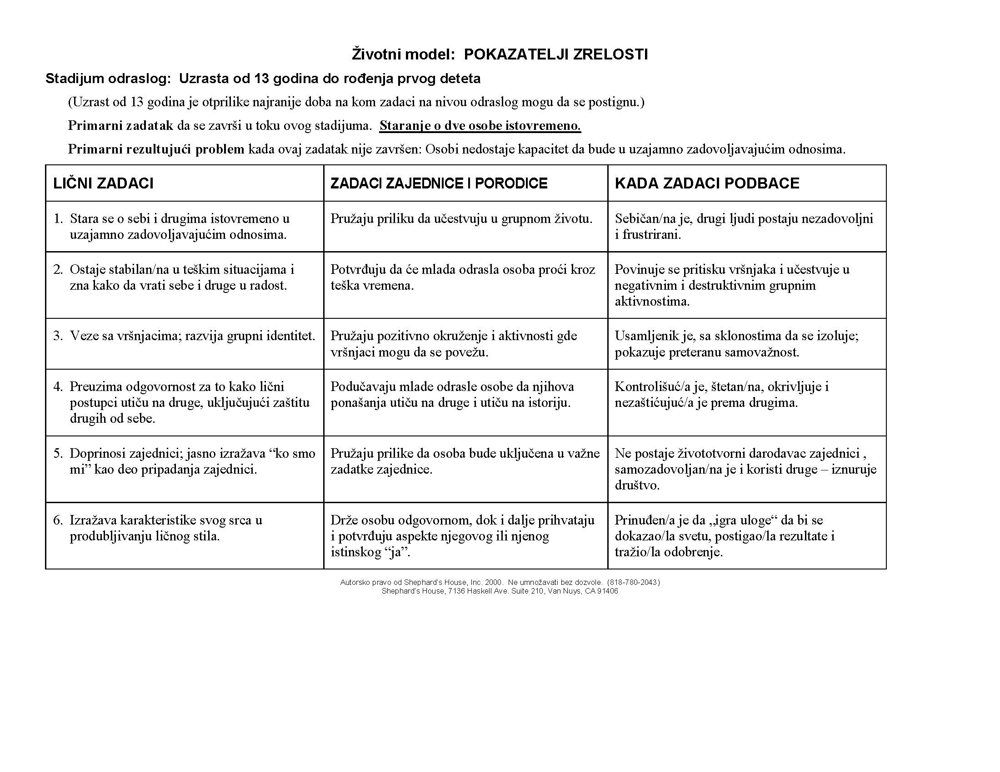 Životni model:  POKAZATELJI ZRELOSTI
Stadijum odraslog:  Uzrasta od 13 godina do rođenja prvog deteta
(Uzrast od 13 godina je otprilike najranije doba na kom zadaci na nivou odraslog mogu da se postignu.)
Primarni zadatak da se završi u toku ovog stadijuma.  Staranje o dve osobe istovremeno.
Primarni rezultujući problem kada ovaj zadatak nije završen: Osobi nedostaje kapacitet da bude u uzajamno zadovoljavajućim odnosima.
LIČNI ZADACI
ZADACI ZAJEDNICE I PORODICE
KADA ZADACI PODBACE
1. Stara se o sebi i drugima istovremeno u
uzajamno zadovoljavajućim odnosima.
Pružaju priliku da učestvuju u grupnom životu.
Sebičan/na je, drugi ljudi postaju nezadovoljni
i frustrirani.
2. Ostaje stabilan/na u teškim situacijama i
zna kako da vrati sebe i druge u radost.
Potvrđuju da će mlada odrasla osoba proći kroz
teška vremena.
Povinuje se pritisku vršnjaka i učestvuje u
negativnim i destruktivnim grupnim
aktivnostima.
3. Veze sa vršnjacima; razvija grupni identitet.
Pružaju pozitivno okruženje i aktivnosti gde
vršnjaci mogu da se povežu.
Usamljenik je, sa sklonostima da se izoluje;
pokazuje preteranu samovažnost.
4. Preuzima odgovornost za to kako lični
postupci utiču na druge, uključujući zaštitu
drugih od sebe.
Podučavaju mlade odrasle osobe da njihova
ponašanja utiču na druge i utiču na istoriju.
Kontrolišuć/a je, štetan/na, okrivljuje i
nezaštićujuć/a je prema drugima.
5. Doprinosi zajednici; jasno izražava “ko smo
mi” kao deo pripadanja zajednici.
Pružaju prilike da osoba bude uključena u važne
zadatke zajednice.
Ne postaje životvorni darodavac zajednici ,
samozadovoljan/na je i koristi druge – iznuruje
društvo.
6. Izražava karakteristike svog srca u
produbljivanju ličnog stila.
Drže osobu odgovornom, dok i dalje prihvataju
i potvrđuju aspekte njegovog ili njenog
istinskog “ja”.
Prinuđen/a je da „igra uloge“ da bi se
dokazao/la svetu, postigao/la rezultate i
tražio/la odobrenje.
Autorsko pravo od Shephard’s House, Inc. 2000.  Ne umnožavati bez dozvole.  (818-780-2043)
Shephard’s House, 7136 Haskell Ave. Suite 210, Van Nuys, CA 91406